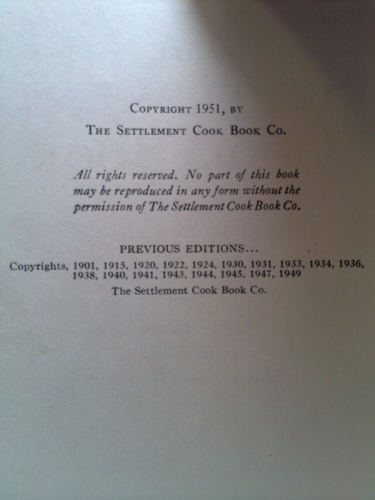 COPYRIGHT 1951, BY
THE SETTLEMENT COOK BOOK CO.
All rights reserved. No part of this book
may be reproduced in any form without the
permission of The Settlement Cook Book Co.
PREVIOUS EDITIONS...
Copyrights, 1901, 1915, 1920, 1922, 1924, 1930, 1931, 1933, 1934, 1936,
1938, 1940, 1941, 1943, 1944, 1945, 1947, 1949
The Settlement Cook Book Co.